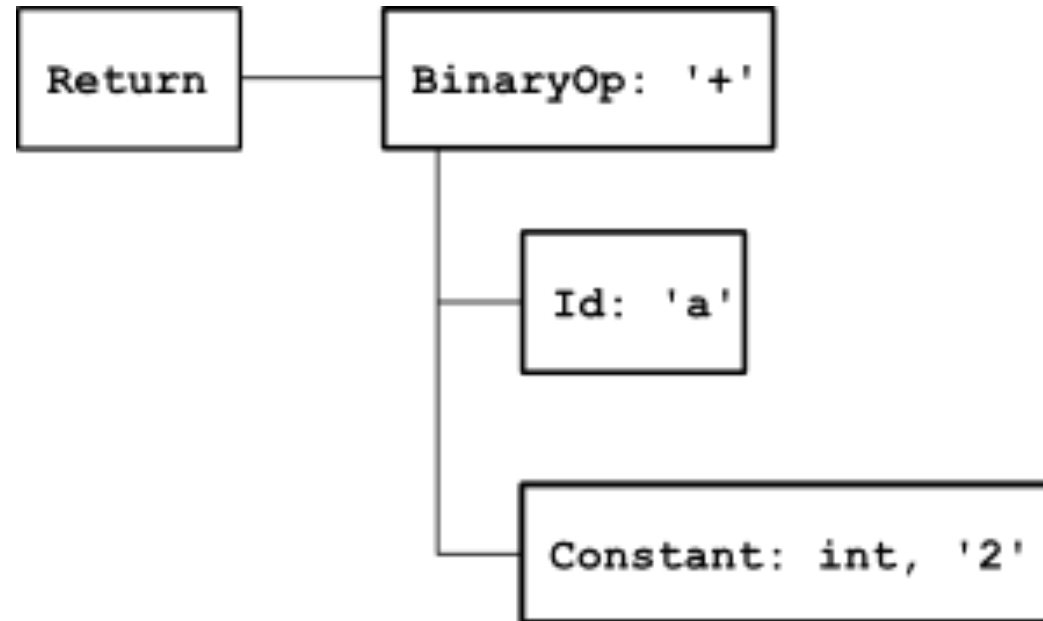 Return
BinaryOp: '+'
Id: 'a'
Constant: int, '2'